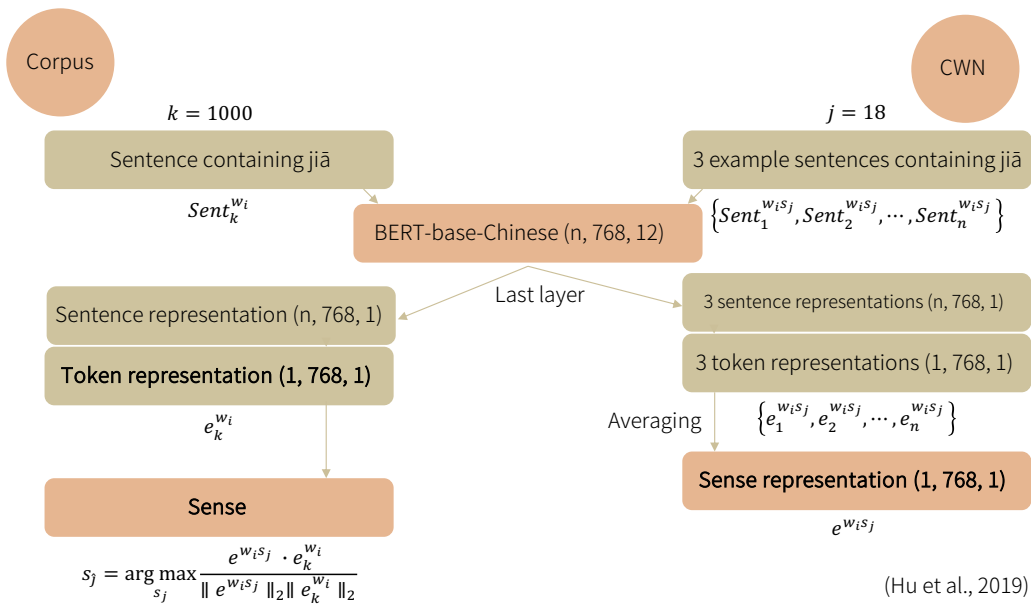 Corpus
CWN
k = 1000
j = 18
Sentence containing jiā
3 example sentences containing jiā
Sent_k^{w_i}
{Sent_1^{w_i s_j}, Sent_2^{w_i s_j}, ⋯, Sent_n^{w_i s_j}}
BERT-base-Chinese (n, 768, 12)
Last layer
Sentence representation (n, 768, 1)
3 sentence representations (n, 768, 1)
Token representation (1, 768, 1)
3 token representations (1, 768, 1)
e_k^{w_i}
{e_1^{w_i s_j}, e_2^{w_i s_j}, ⋯, e_n^{w_i s_j}}
Averaging
Sense
Sense representation (1, 768, 1)
e^{w_i s_j}
s_ĵ = arg max_{s_j} \frac{e^{w_i s_j} · e_k^{w_i}}{‖ e^{w_i s_j} ‖_2 ‖ e_k^{w_i} ‖_2}
(Hu et al., 2019)